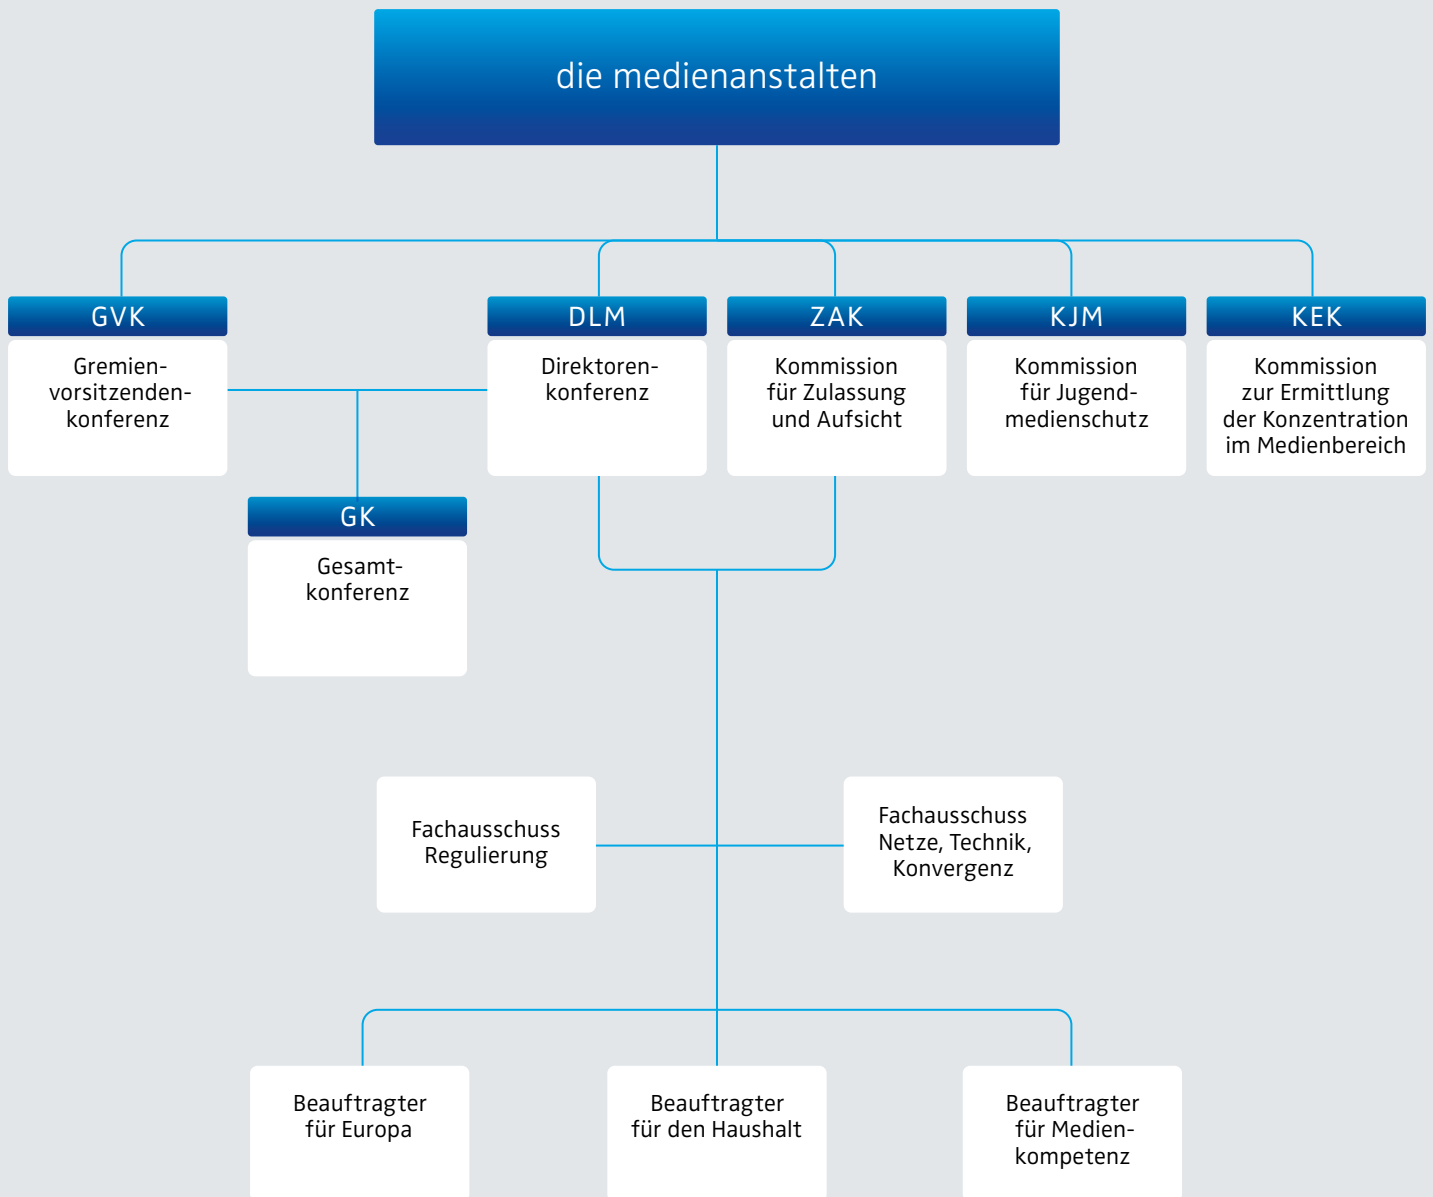 die medienanstalten
GVK
Gremien-
vorsitzenden-
konferenz
DLM
Direktoren-
konferenz
ZAK
Kommission
für Zulassung
und Aufsicht
KJM
Kommission
für Jugend-
medienschutz
KEK
Kommission
zur Ermittlung
der Konzentration
im Medienbereich
GK
Gesamt-
konferenz
Fachausschuss
Regulierung
Fachausschuss
Netze, Technik,
Konvergenz
Beauftragter
für Europa
Beauftragter
für den Haushalt
Beauftragter
für Medien-
kompetenz